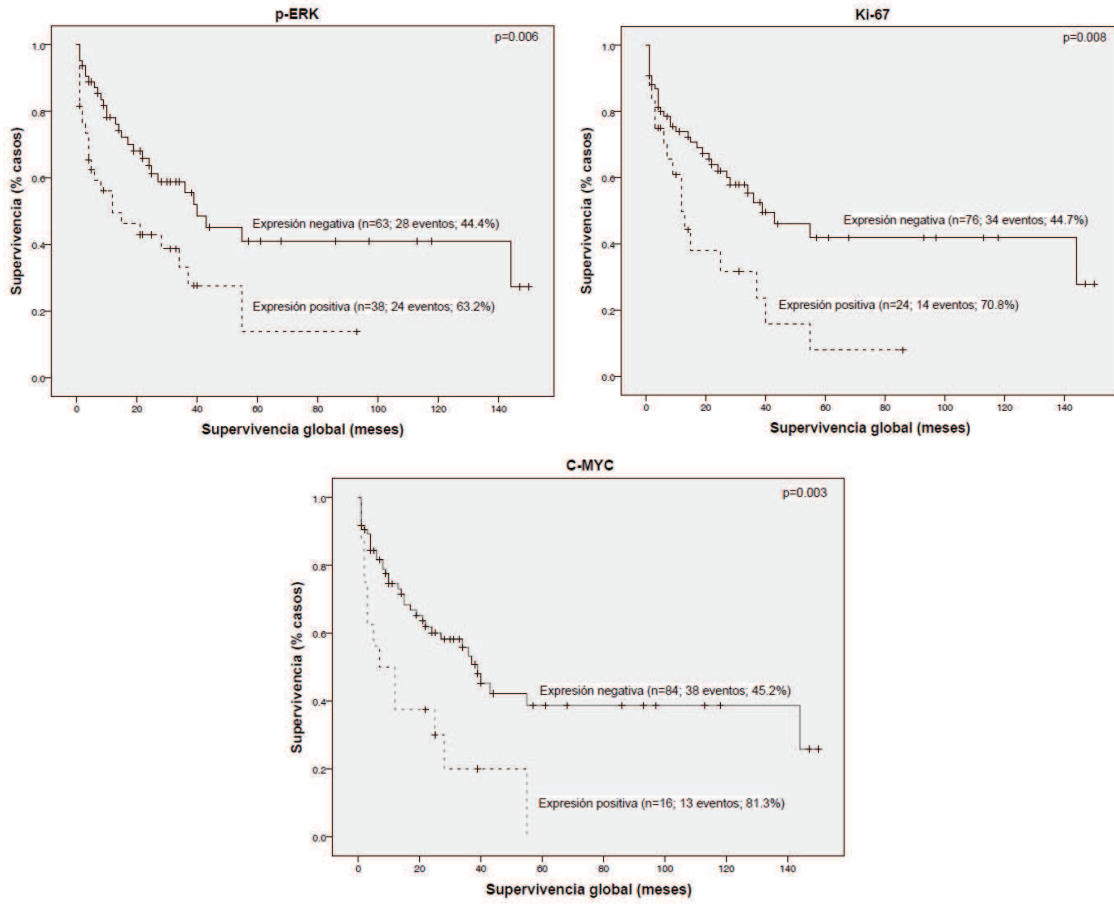 p-ERK
p=0.006
Supervivencia (% casos)
1.0
0.8
0.6
0.4
0.2
0.0
Expresión negativa (n=63; 28 eventos; 44.4%)
Expresión positiva (n=38; 24 eventos; 63.2%)
0 20 40 60 80 100 120 140
Supervivencia global (meses)
Ki-67
p=0.008
Supervivencia (% casos)
1.0
0.8
0.6
0.4
0.2
0.0
Expresión negativa (n=76; 34 eventos; 44.7%)
Expresión positiva (n=24; 14 eventos; 70.8%)
0 20 40 60 80 100 120 140
Supervivencia global (meses)
C-MYC
p=0.003
Supervivencia (% casos)
1.0
0.8
0.6
0.4
0.2
0.0
Expresión negativa (n=84; 38 eventos; 45.2%)
Expresión positiva (n=16; 13 eventos; 81.3%)
0 20 40 60 80 100 120 140
Supervivencia global (meses)